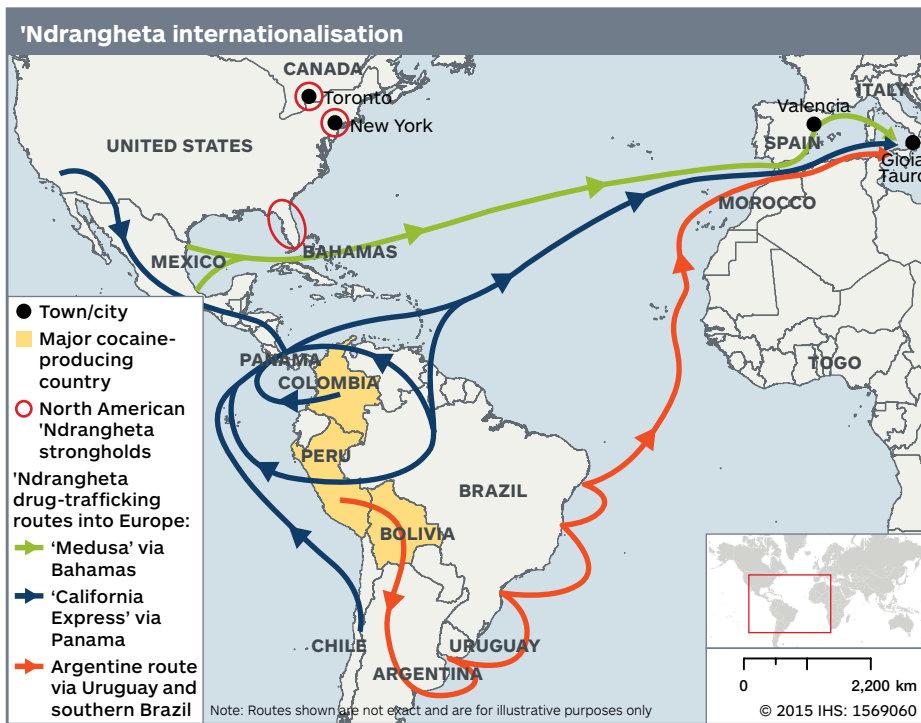 'Ndrangheta internationalisation
CANADA
Toronto
New York
UNITED STATES
ITALY
Valencia
SPAIN
Gioia
Tauro
MOROCCO
BAHAMAS
MEXICO
PANAMA
COLOMBIA
TOGO
PERU
BRAZIL
BOLIVIA
CHILE
URUGUAY
ARGENTINA
Town/city
Major cocaine-
producing
country
North American
'Ndrangheta
strongholds
'Ndrangheta
drug-trafficking
routes into Europe:
‘Medusa’ via
Bahamas
‘California
Express’ via
Panama
Argentine route
via Uruguay and
southern Brazil
Note: Routes shown are not exact and are for illustrative purposes only
0 2,200 km
© 2015 IHS: 1569060